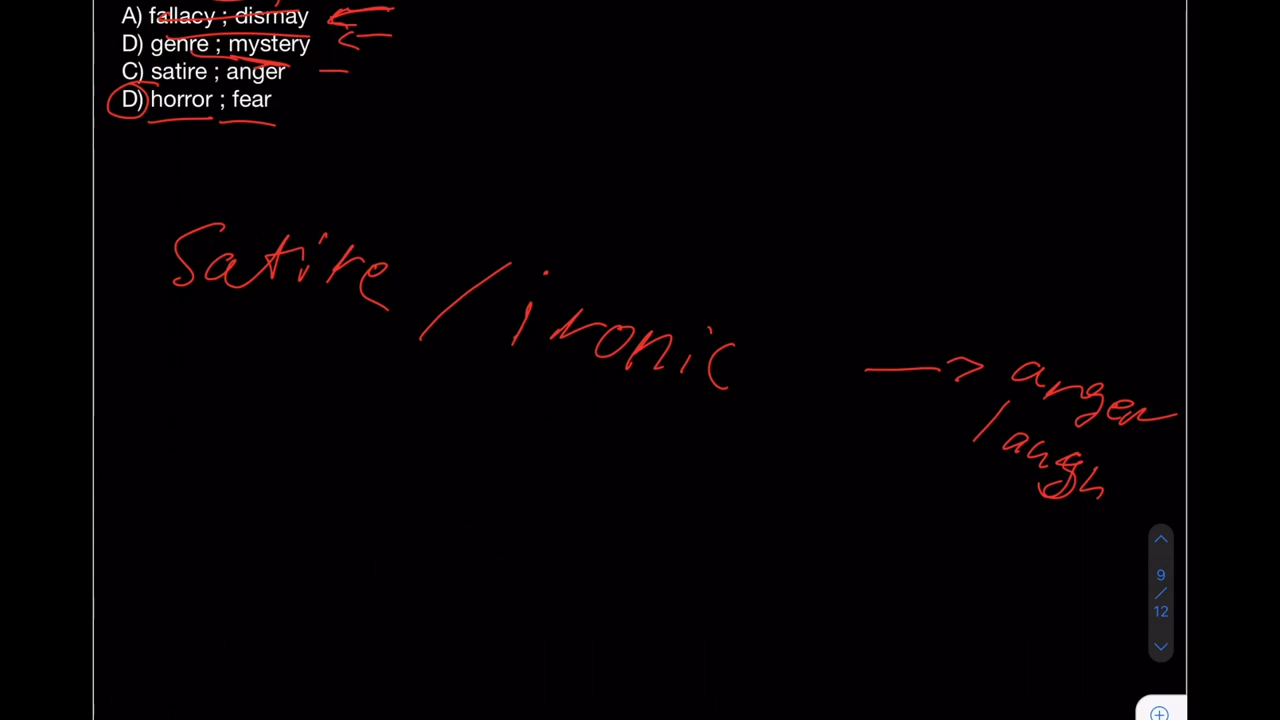 A) fallacy ; dismay
D) genre ; mystery
C) satire ; anger
D) horror ; fear
Satire / ironic → anger
/ laugh
9
/
12